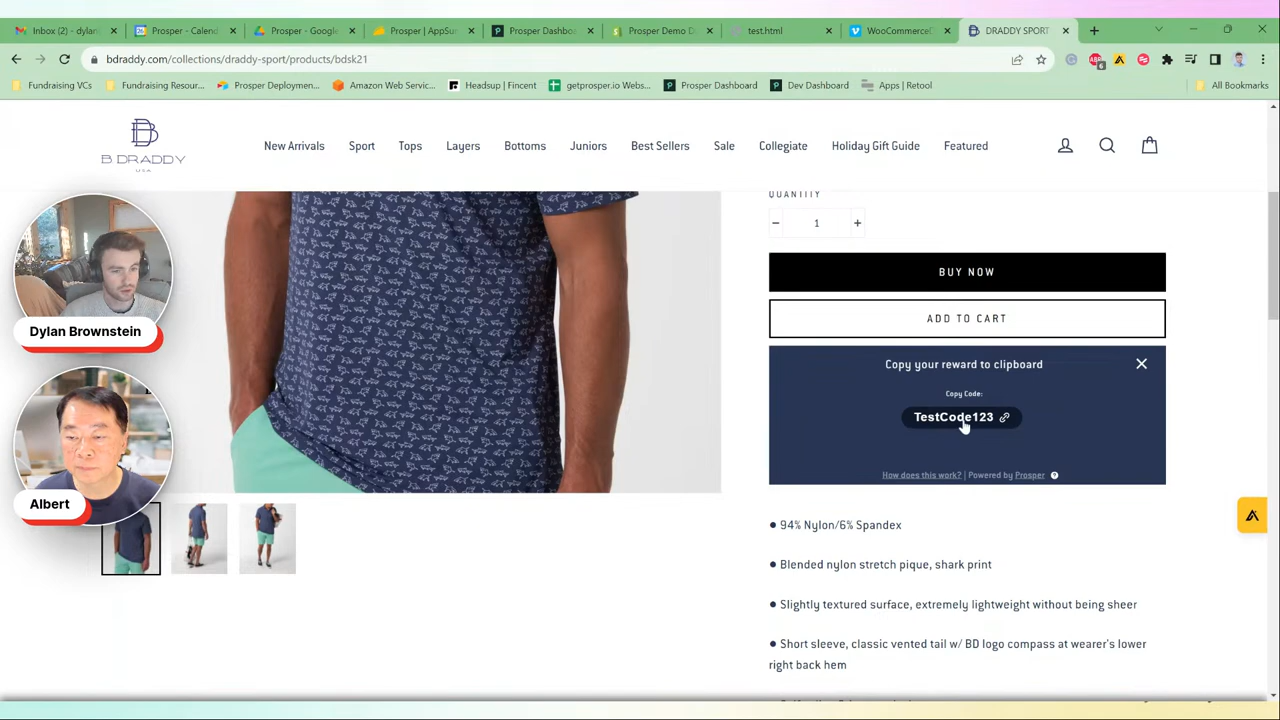 Inbox (2) - dylan
Prosper - Calend
Prosper - Google
Prosper | AppSum
Prosper Dashboa
Prosper Demo D
test.html
WooCommerceD
DRADDY SPORT
bdraddy.com/collections/draddy-sport/products/bdsk21
Fundraising VCs
Fundraising Resour...
Prosper Deploymen...
Amazon Web Servic...
Headsup | Fincent
getprosper.io Webs...
Prosper Dashboard
Dev Dashboard
Apps | Retool
All Bookmarks
B DRADDY
USA
New Arrivals
Sport
Tops
Layers
Bottoms
Juniors
Best Sellers
Sale
Collegiate
Holiday Gift Guide
Featured
QUANTITY
− 1 +
BUY NOW
ADD TO CART
Copy your reward to clipboard
Copy Code:
TestCode123
How does this work? | Powered by Prosper
● 94% Nylon/6% Spandex
● Blended nylon stretch pique, shark print
● Slightly textured surface, extremely lightweight without being sheer
● Short sleeve, classic vented tail w/ BD logo compass at wearer's lower
right back hem
Dylan Brownstein
Albert